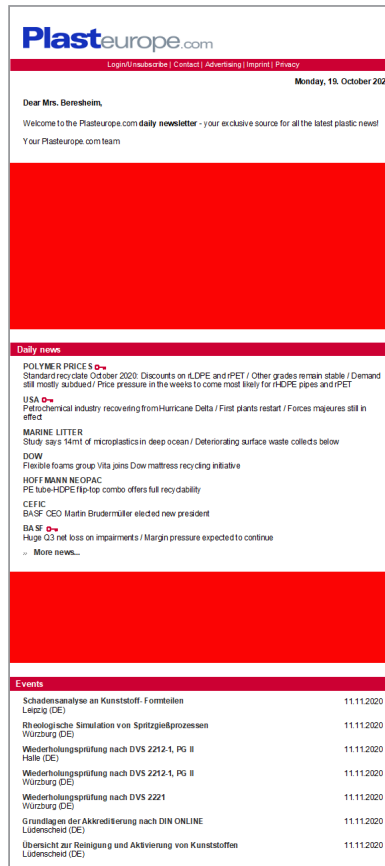 Plasteurope.com
Login/Unsubscribe | Contact | Advertising | Imprint | Privacy
Monday, 19. October 202
Dear Mrs. Beresheim,
Welcome to the Plasteurope.com daily newsletter - your exclusive source for all the latest plastic news!
Your Plasteurope.com team
Daily news
POLYMER PRICES
Standard recyclate October 2020: Discounts on rLDPE and rPET / Other grades remain stable / Demand
still mostly subdued / Price pressure in the weeks to come most likely for rHDPE pipes and rPET
USA
Petrochemical industry recovering from Hurricane Delta / First plants restart / Forces majeures still in
effect
MARINE LITTER
Study says 14mt of microplastics in deep ocean / Deteriorating surface waste collects below
DOW
Flexible foams group Vita joins Dow mattress recycling initiative
HOFFMANN NEOPAC
PE tube-HDPE flip-top combo offers full recyclability
CEFIC
BASF CEO Martin Brudermüller elected new president
BASF
Huge Q3 net loss on impairments / Margin pressure expected to continue
» More news...
Events
Schadensanalyse an Kunststoff- Formteilen 11.11.2020
Leipzig (DE)
Rheologische Simulation von Spritzgießprozessen 11.11.2020
Würzburg (DE)
Wiederholungsprüfung nach DVS 2212-1, PG II 11.11.2020
Halle (DE)
Wiederholungsprüfung nach DVS 2212-1, PG II 11.11.2020
Würzburg (DE)
Wiederholungsprüfung nach DVS 2221 11.11.2020
Würzburg (DE)
Grundlagen der Akkreditierung nach DIN ONLINE 11.11.2020
Lüdenscheid (DE)
Übersicht zur Reinigung und Aktivierung von Kunststoffen 11.11.2020
Lüdenscheid (DE)